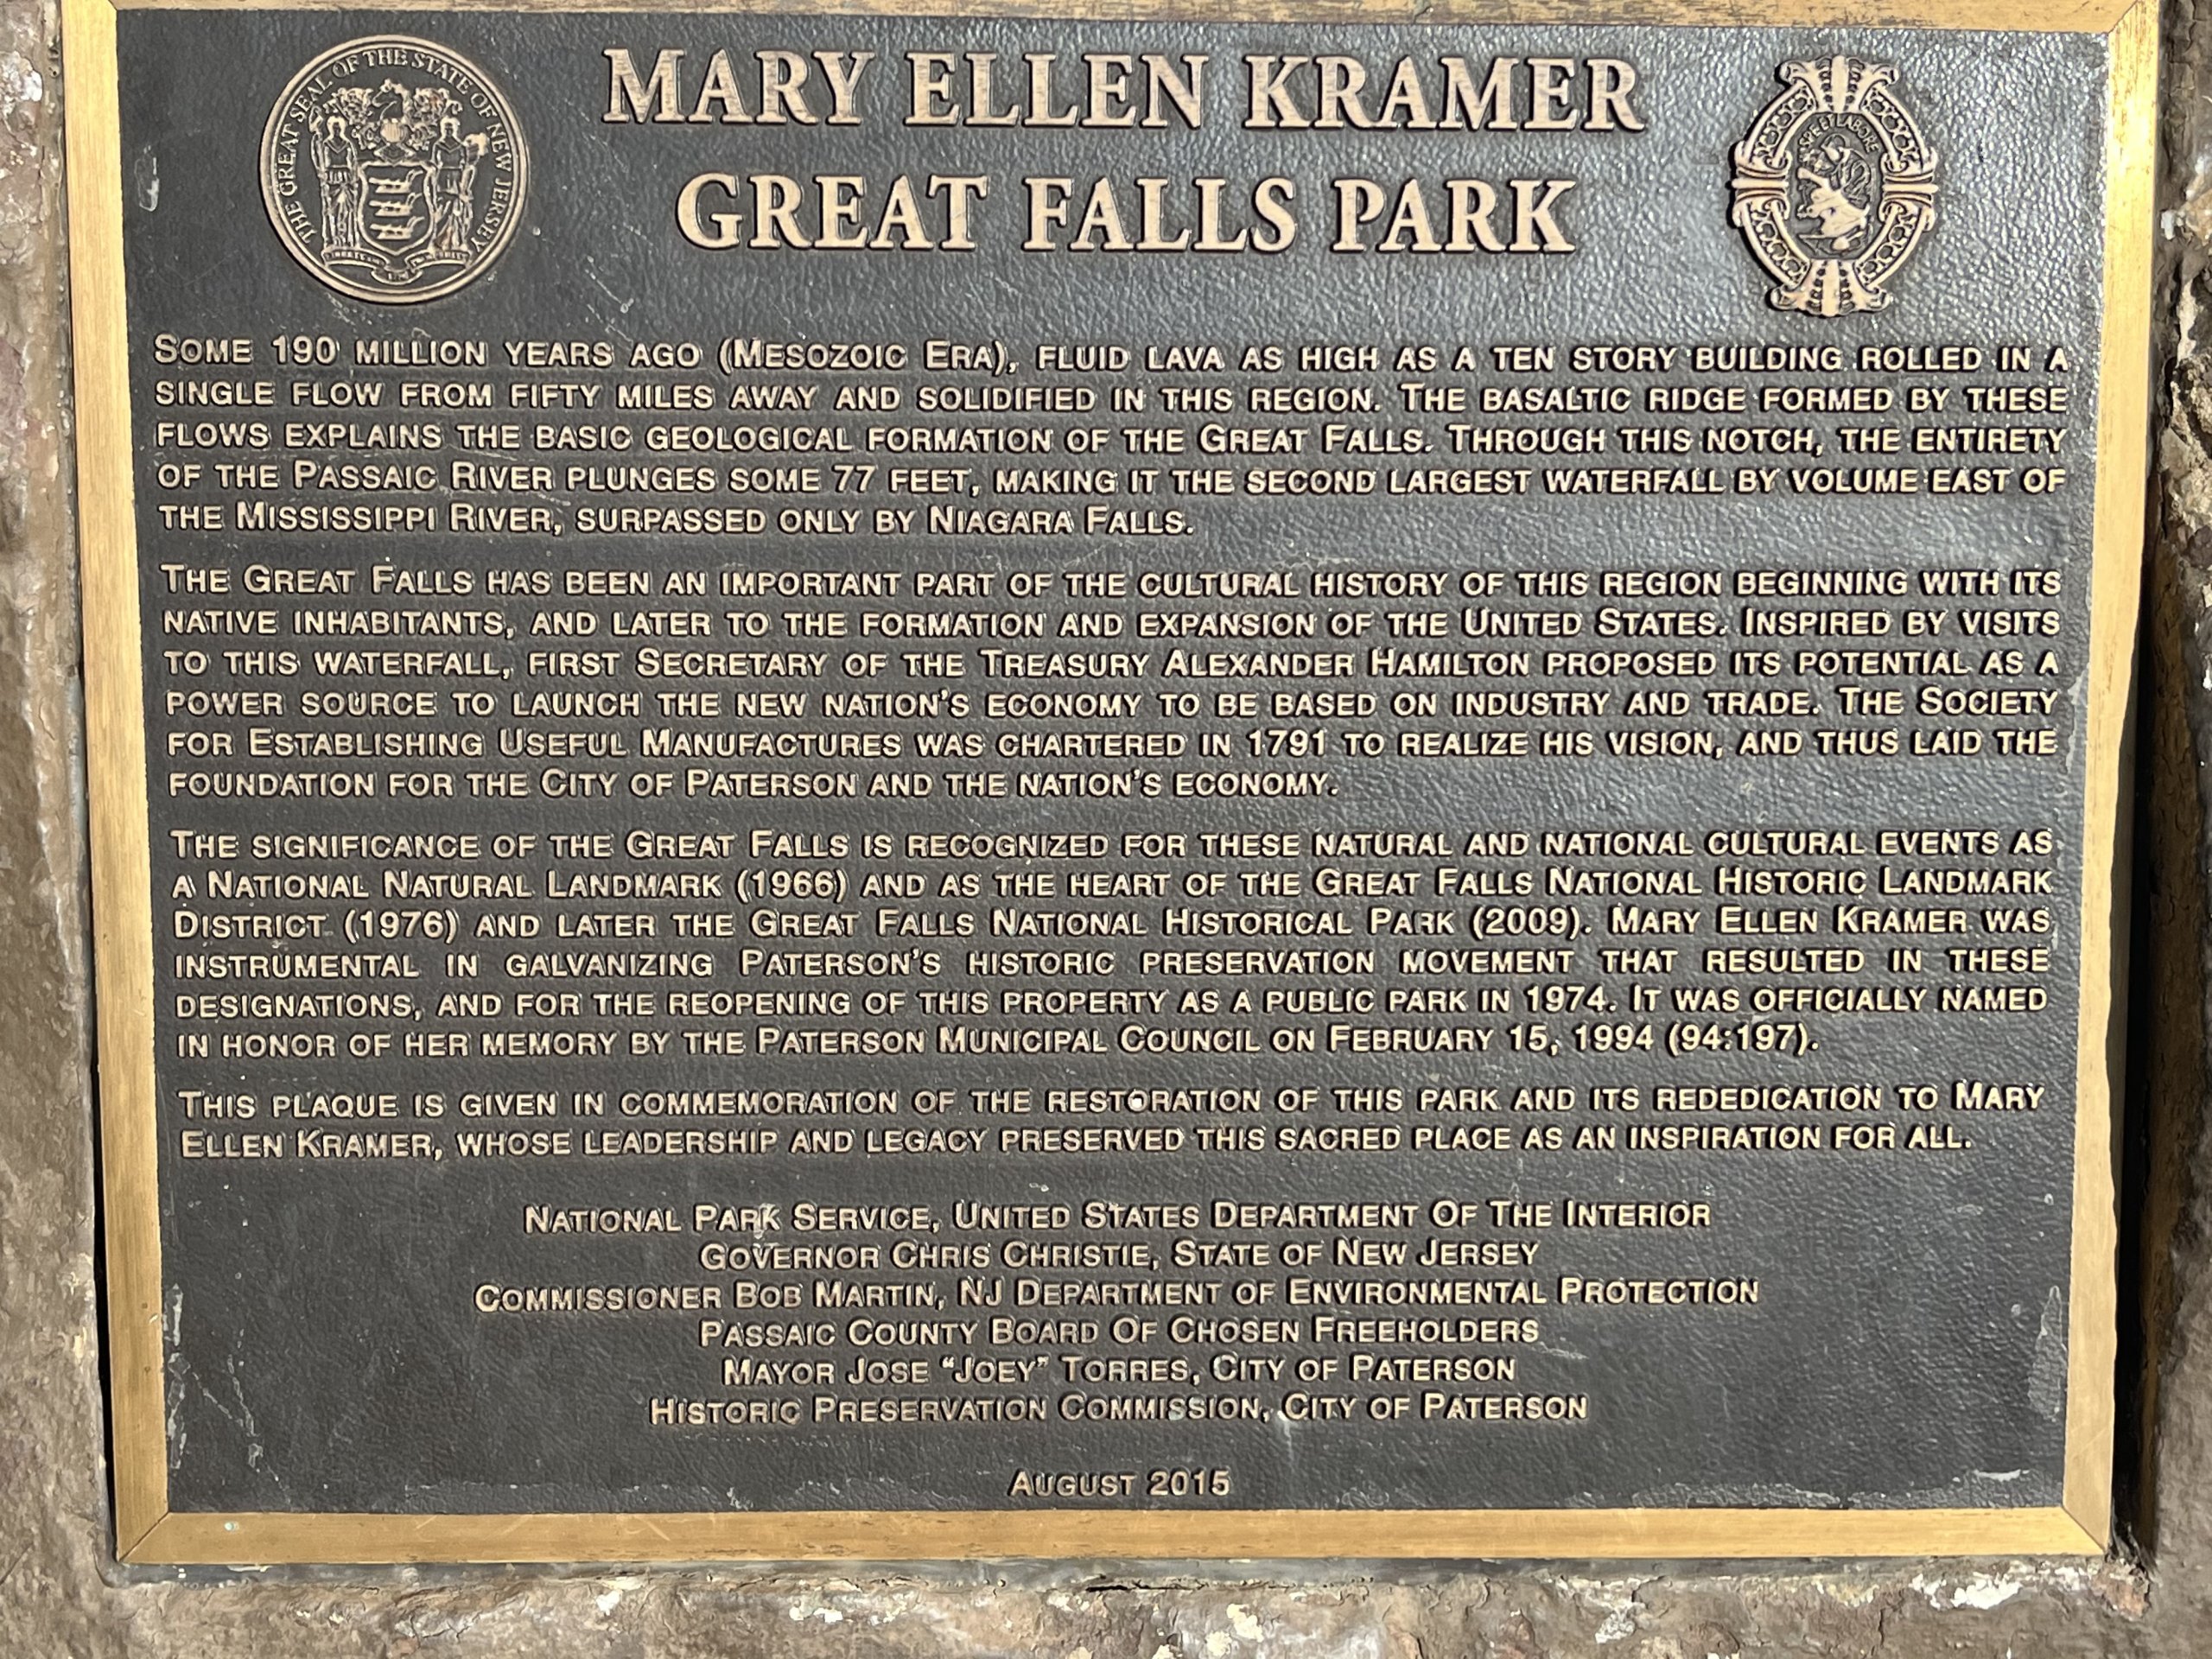 THE GREAT SEAL OF THE STATE OF NEW JERSEY
MARY ELLEN KRAMER
GREAT FALLS PARK
SPE ET LABORE
SOME 190 MILLION YEARS AGO (MESOZOIC ERA), FLUID LAVA AS HIGH AS A TEN STORY BUILDING ROLLED IN A
SINGLE FLOW FROM FIFTY MILES AWAY AND SOLIDIFIED IN THIS REGION. THE BASALTIC RIDGE FORMED BY THESE
FLOWS EXPLAINS THE BASIC GEOLOGICAL FORMATION OF THE GREAT FALLS. THROUGH THIS NOTCH, THE ENTIRETY
OF THE PASSAIC RIVER PLUNGES SOME 77 FEET, MAKING IT THE SECOND LARGEST WATERFALL BY VOLUME EAST OF
THE MISSISSIPPI RIVER, SURPASSED ONLY BY NIAGARA FALLS.
THE GREAT FALLS HAS BEEN AN IMPORTANT PART OF THE CULTURAL HISTORY OF THIS REGION BEGINNING WITH ITS
NATIVE INHABITANTS, AND LATER TO THE FORMATION AND EXPANSION OF THE UNITED STATES. INSPIRED BY VISITS
TO THIS WATERFALL, FIRST SECRETARY OF THE TREASURY ALEXANDER HAMILTON PROPOSED ITS POTENTIAL AS A
POWER SOURCE TO LAUNCH THE NEW NATION'S ECONOMY TO BE BASED ON INDUSTRY AND TRADE. THE SOCIETY
FOR ESTABLISHING USEFUL MANUFACTURES WAS CHARTERED IN 1791 TO REALIZE HIS VISION, AND THUS LAID THE
FOUNDATION FOR THE CITY OF PATERSON AND THE NATION'S ECONOMY.
THE SIGNIFICANCE OF THE GREAT FALLS IS RECOGNIZED FOR THESE NATURAL AND NATIONAL CULTURAL EVENTS AS
A NATIONAL NATURAL LANDMARK (1966) AND AS THE HEART OF THE GREAT FALLS NATIONAL HISTORIC LANDMARK
DISTRICT (1976) AND LATER THE GREAT FALLS NATIONAL HISTORICAL PARK (2009). MARY ELLEN KRAMER WAS
INSTRUMENTAL IN GALVANIZING PATERSON'S HISTORIC PRESERVATION MOVEMENT THAT RESULTED IN THESE
DESIGNATIONS, AND FOR THE REOPENING OF THIS PROPERTY AS A PUBLIC PARK IN 1974. IT WAS OFFICIALLY NAMED
IN HONOR OF HER MEMORY BY THE PATERSON MUNICIPAL COUNCIL ON FEBRUARY 15, 1994 (94:197).
THIS PLAQUE IS GIVEN IN COMMEMORATION OF THE RESTORATION OF THIS PARK AND ITS REDEDICATION TO MARY
ELLEN KRAMER, WHOSE LEADERSHIP AND LEGACY PRESERVED THIS SACRED PLACE AS AN INSPIRATION FOR ALL.
NATIONAL PARK SERVICE, UNITED STATES DEPARTMENT OF THE INTERIOR
GOVERNOR CHRIS CHRISTIE, STATE OF NEW JERSEY
COMMISSIONER BOB MARTIN, NJ DEPARTMENT OF ENVIRONMENTAL PROTECTION
PASSAIC COUNTY BOARD OF CHOSEN FREEHOLDERS
MAYOR JOSE "JOEY" TORRES, CITY OF PATERSON
HISTORIC PRESERVATION COMMISSION, CITY OF PATERSON
AUGUST 2015